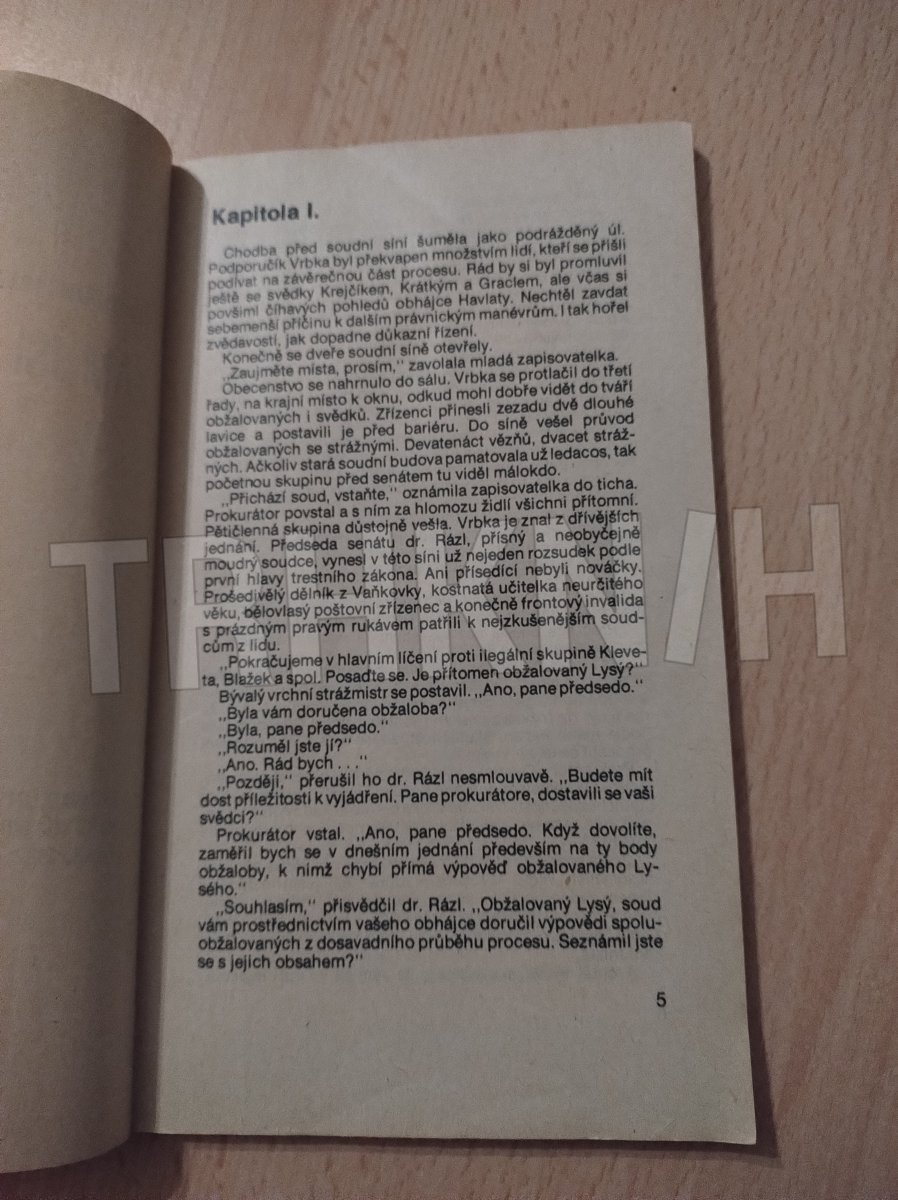 Kapitola I.
Chodba před soudní síní šuměla jako podrážděný úl.
Podporučík Vrbka byl překvapen množstvím lidí, kteří se přišli
podívat na závěrečnou část procesu. Rád by si byl promluvil
ještě se svědky Krejčíkem, Krátkým a Graclem, ale včas si
povšiml číhavých pohledů obhájce Havlaty. Nechtěl zavdat
sebemenší příčinu k dalším právnickým manévrům. I tak hořel
zvědavostí, jak dopadne důkazní řízení.
Konečně se dveře soudní síně otevřely.
„Zaujměte místa, prosím,“ zavolala mladá zapisovatelka.
Obecenstvo se nahrnulo do sálu. Vrbka se protlačil do třetí
řady, na krajní místo k oknu, odkud mohl dobře vidět do tváří
obžalovaných i svědků. Zřízenci přinesli zezadu dvě dlouhé
lavice a postavili je před bariéru. Do síně vešel průvod
obžalovaných se strážnými. Devatenáct vězňů, dvacet stráž-
ných. Ačkoliv stará soudní budova pamatovala už ledacos, tak
početnou skupinu před senátem tu viděl málokdo.
„Přichází soud, vstaňte,“ oznámila zapisovatelka do ticha.
Prokurátor povstal a s ním za hlomozu židlí všichni přítomní.
Pětičlenná skupina důstojně vešla. Vrbka je znal z dřívějších
jednání. Předseda senátu dr. Rázl, přísný a neobyčejně
moudrý soudce, vynesl v této síni už nejeden rozsudek podle
první hlavy trestního zákona. Ani přísedící nebyli nováčky.
Prošedivělý dělník z Vaňkovky, kostnatá učitelka neurčitého
věku, bělovlasý poštovní zřízenec a konečně frontový invalida
s prázdným pravým rukávem patřili k nejzkušenějším soud-
cům z lidu.
„Pokračujeme v hlavním líčení proti ilegální skupině Kleve-
ta, Blažek a spol. Posaďte se. Je přítomen obžalovaný Lysý?“
Bývalý vrchní strážmistr se postavil. „Ano, pane předsedo.“
„Byla vám doručena obžaloba?“
„Byla, pane předsedo.“
„Rozuměl jste jí?“
„Ano. Rád bych . . .“
„Později,“ přerušil ho dr. Rázl nesmlouvavě. „Budete mít
dost příležitostí k vyjádření. Pane prokurátore, dostavili se vaši
svědci?“
Prokurátor vstal. „Ano, pane předsedo. Když dovolíte,
zaměřil bych se v dnešním jednání především na ty body
obžaloby, k nimž chybí přímá výpověď obžalovaného Ly-
sého.“
„Souhlasím,“ přisvědčil dr. Rázl. „Obžalovaný Lysý, soud
vám prostřednictvím vašeho obhájce doručil výpovědi spolu-
obžalovaných z dosavadního průběhu procesu. Seznámil jste
se s jejich obsahem?“
5